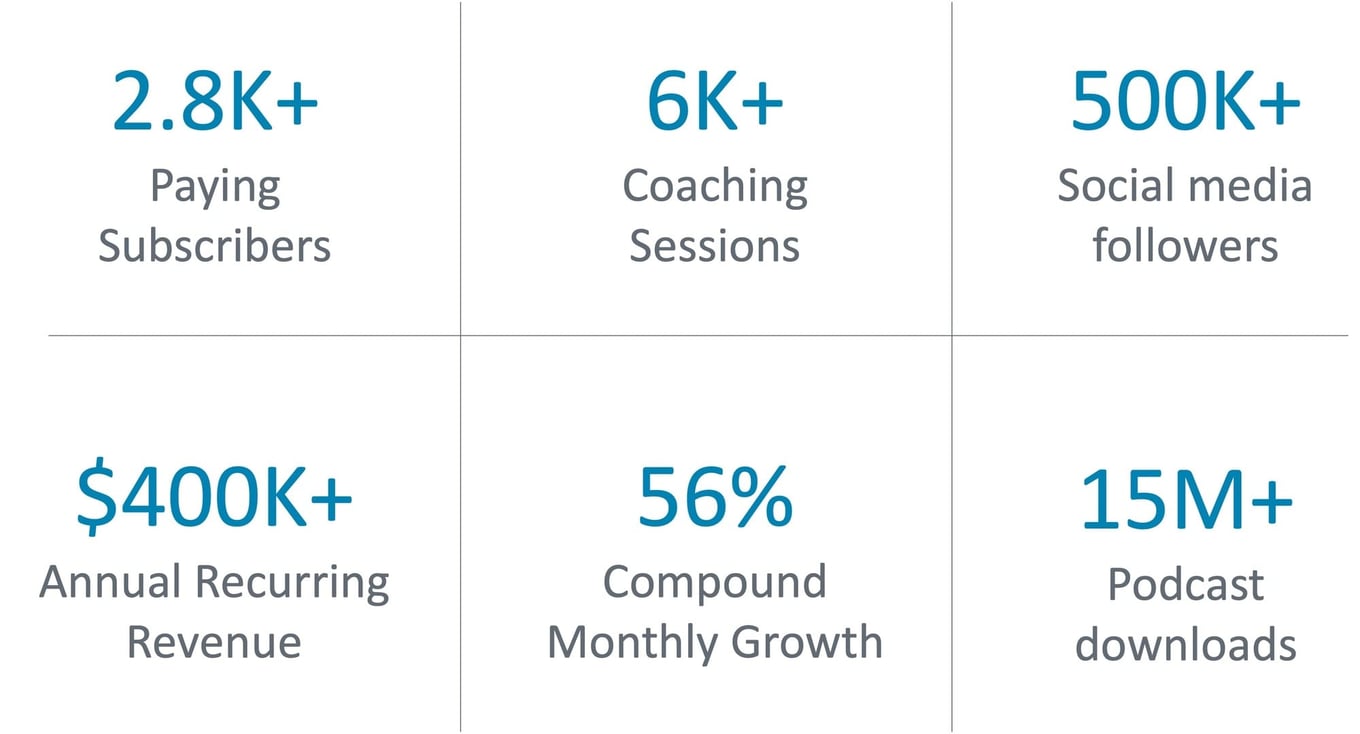 2.8K+
Paying
Subscribers
6K+
Coaching
Sessions
500K+
Social media
followers
$400K+
Annual Recurring
Revenue
56%
Compound
Monthly Growth
15M+
Podcast
downloads